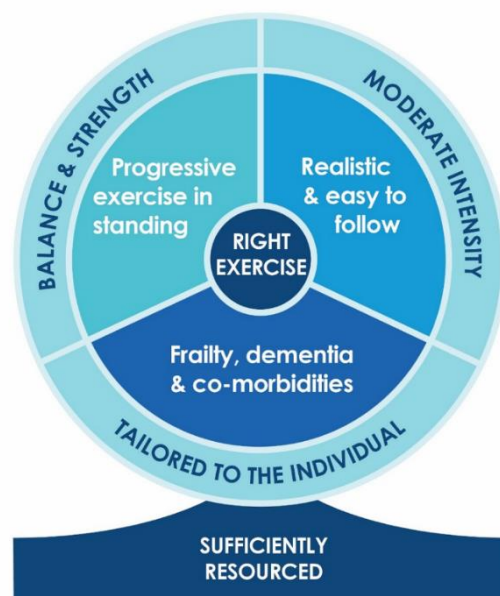 BALANCE & STRENGTH
MODERATE INTENSITY
Progressive
exercise in
standing
Realistic
& easy to
follow
RIGHT
EXERCISE
Frailty, dementia
& co-morbidities
TAILORED TO THE INDIVIDUAL
SUFFICIENTLY
RESOURCED